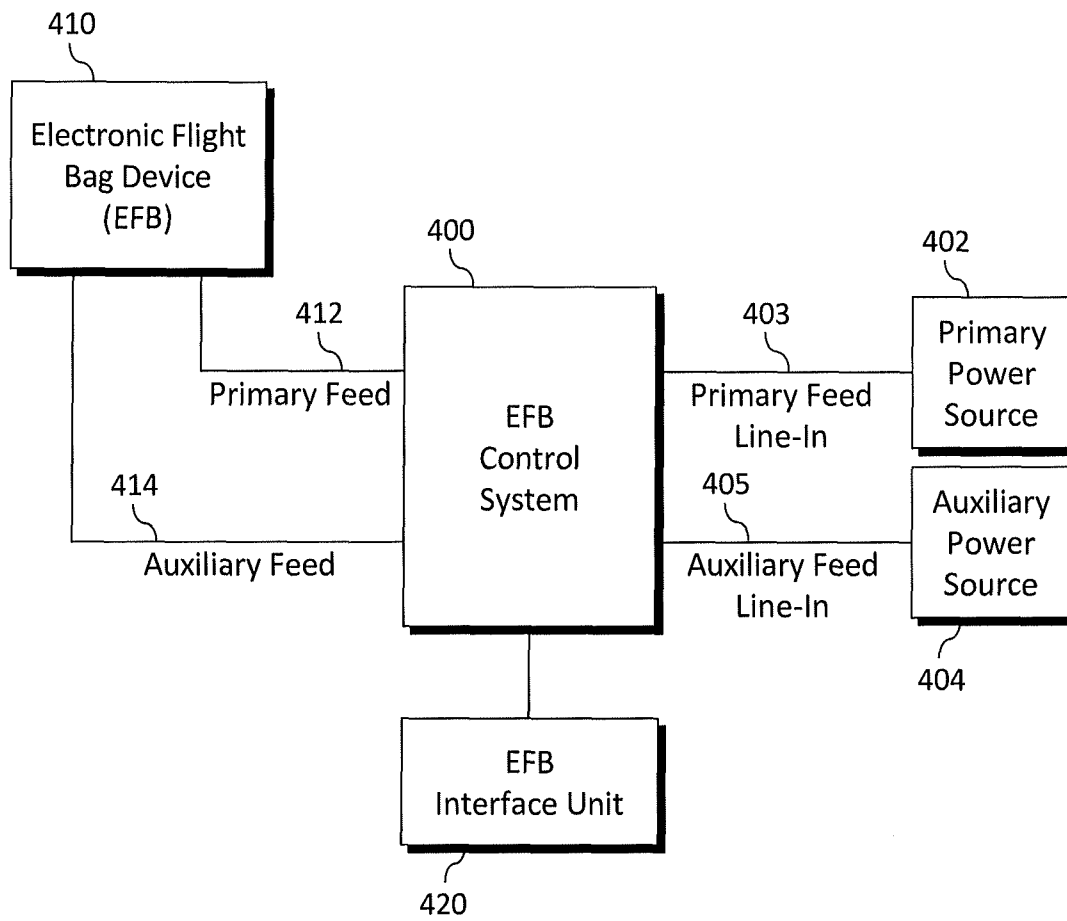 410
Electronic Flight
Bag Device
(EFB)
400
402
412
403
Primary Feed
EFB
Control
System
Primary Feed
Line-In
Primary
Power
Source
414
405
Auxiliary Feed
Auxiliary Feed
Line-In
Auxiliary
Power
Source
404
EFB
Interface Unit
420